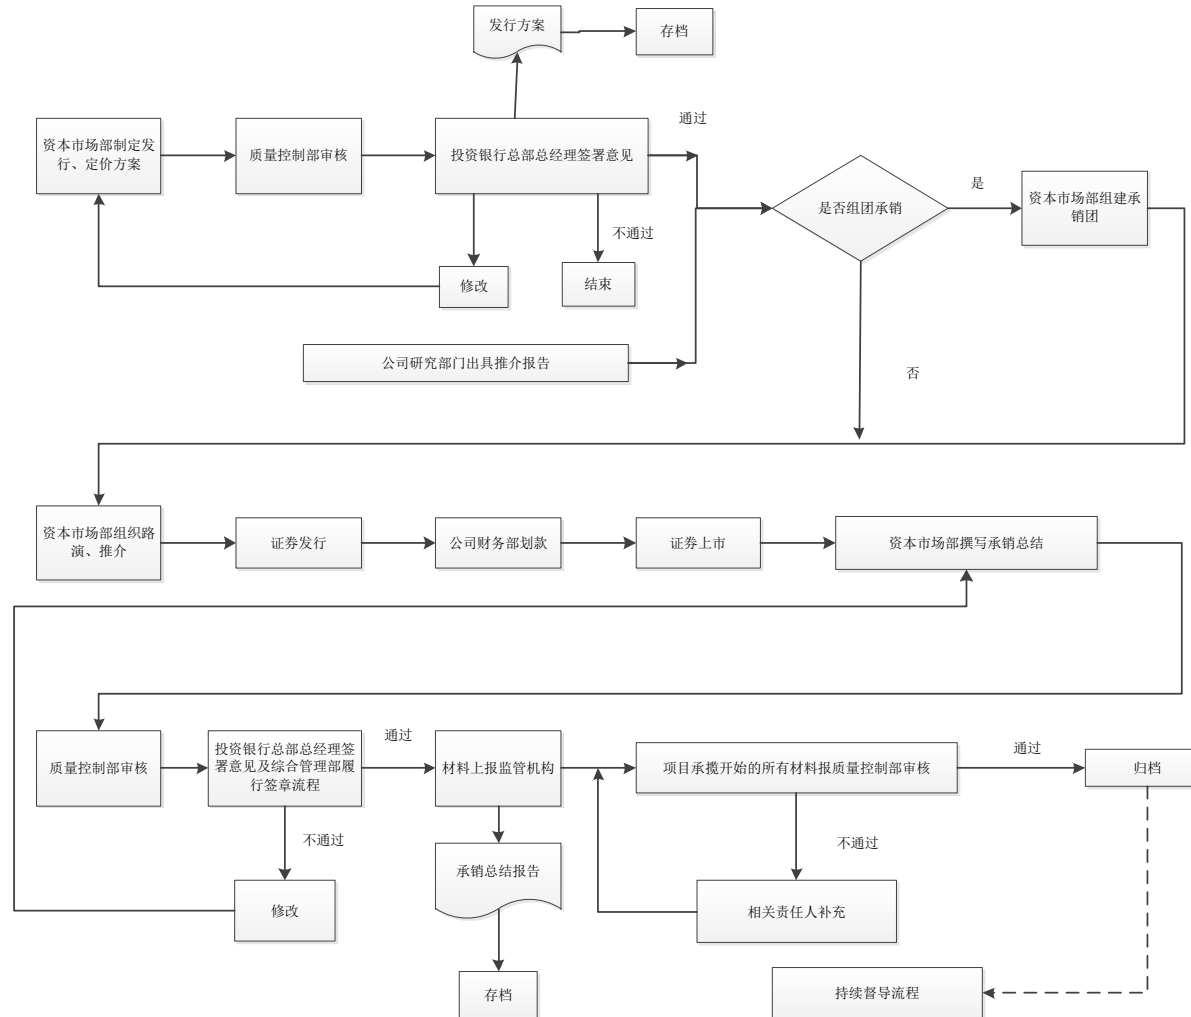 发行方案
存档
资本市场部制定发
行、定价方案
质量控制部审核
投资银行总部总经理签署意见
通过
是否组团承销
是
资本市场部组建承
销团
修改
不通过
结束
公司研究部门出具推介报告
否
资本市场部组织路
演、推介
证券发行
公司财务部划款
证券上市
资本市场部撰写承销总结
质量控制部审核
投资银行总部总经理签
署意见及综合管理部履
行签章流程
通过
材料上报监管机构
项目承揽开始的所有材料报质量控制部审核
通过
归档
不通过
修改
承销总结报告
不通过
相关责任人补充
存档
持续督导流程